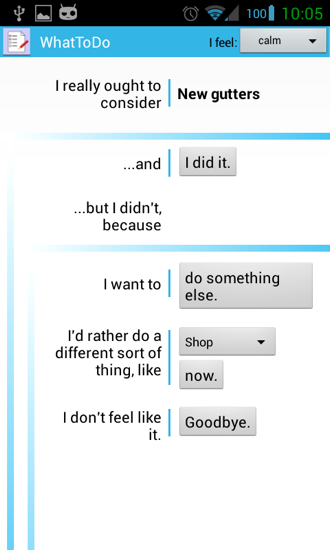 100 10:05
WhatToDo I feel: calm
I really ought to
consider
New gutters
...and I did it.
...but I didn't,
because
I want to
do something
else.
I'd rather do a
different sort of
thing, like
Shop
now.
I don't feel like
it.
Goodbye.